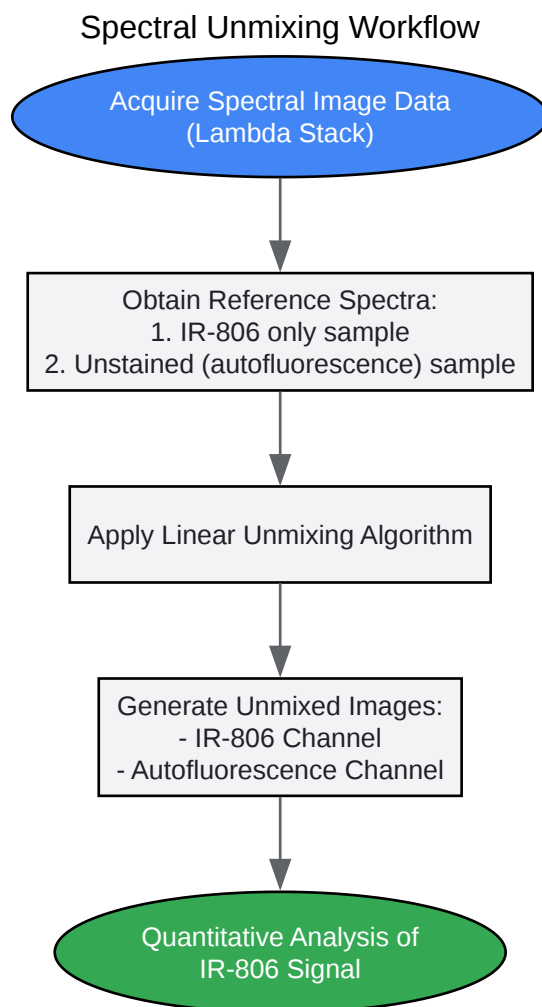 Spectral Unmixing Workflow
Acquire Spectral Image Data
(Lambda Stack)
Obtain Reference Spectra:
1. IR-806 only sample
2. Unstained (autofluorescence) sample
Apply Linear Unmixing Algorithm
Generate Unmixed Images:
- IR-806 Channel
- Autofluorescence Channel
Quantitative Analysis of
IR-806 Signal